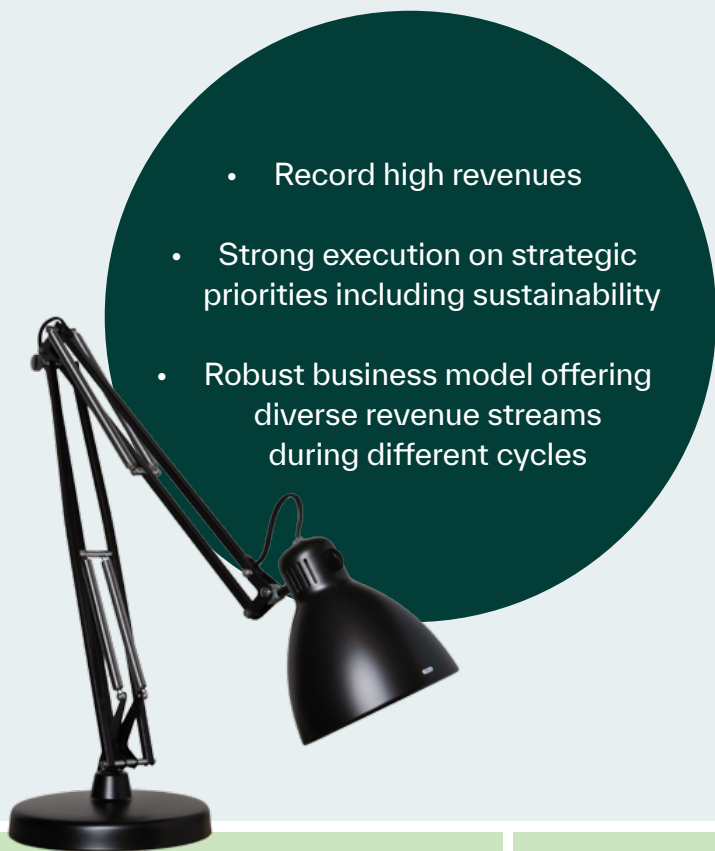 • Record high revenues
• Strong execution on strategic
priorities including sustainability
• Robust business model offering
diverse revenue streams
during different cycles